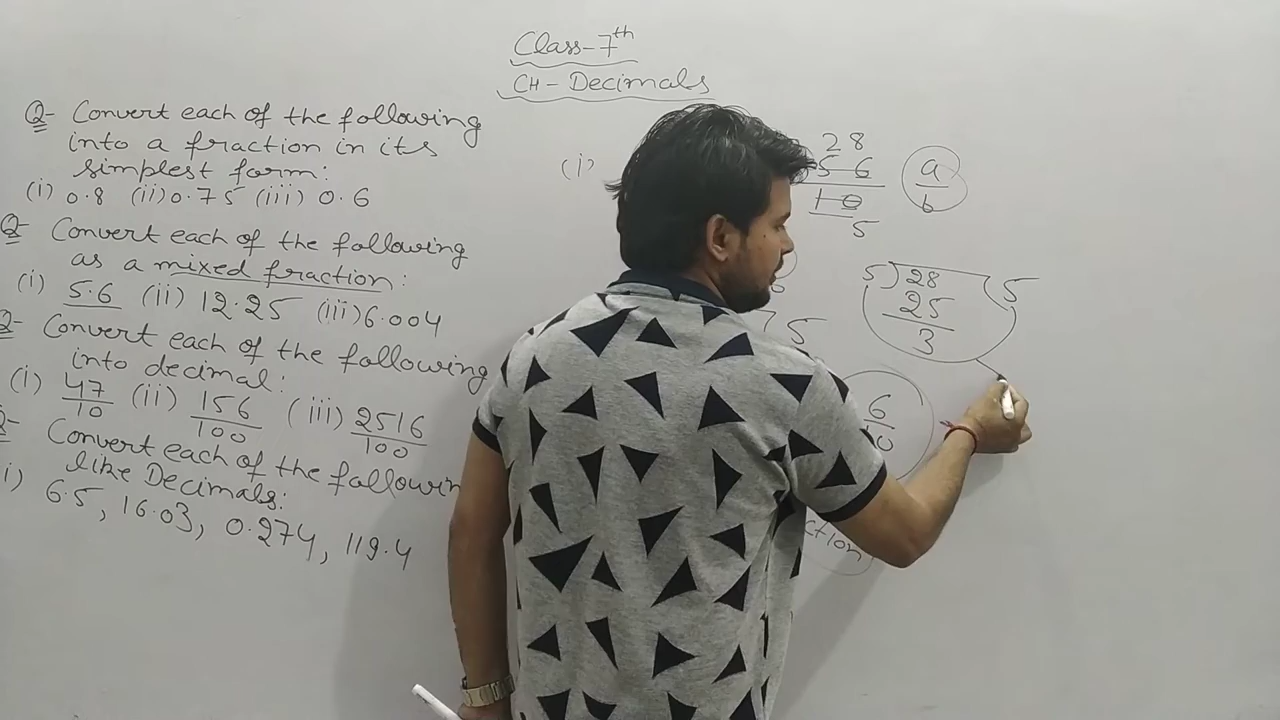 Class-7th
CH- Decimals
Q- Convert each of the following
into a fraction in its
simplest form:
(i) 0.8 (ii) 0.75 (iii) 0.6
Q- Convert each of the following
as a mixed fraction:
(i) 5.6 (ii) 12.25 (iii) 6.004
Q- Convert each of the following
into decimal:
(i) 47/10 (ii) 156/100 (iii) 2516/100
Q- Convert each of the following
like Decimals:
i) 6.5, 16.03, 0.274, 119.4
(i)
28
56
10
5
a/b
5) 28 (5
25
3
75
6